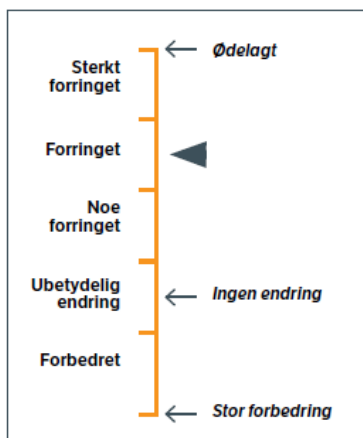 Ødelagt
Sterkt
forringet
Forringet
Noe
forringet
Ubetydelig
endring
Ingen endring
Forbedret
Stor forbedring